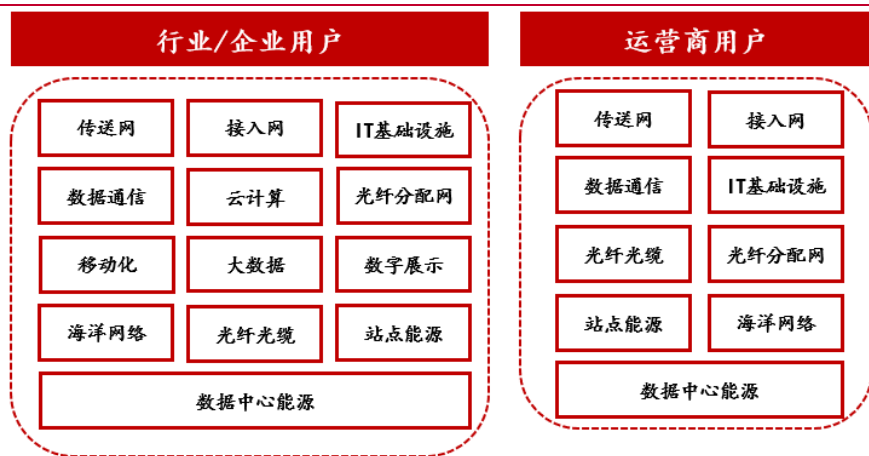 行业/企业用户
传送网
接入网
IT基础设施
数据通信
云计算
光纤分配网
移动化
大数据
数字展示
海洋网络
光纤光缆
站点能源
数据中心能源
运营商用户
传送网
接入网
数据通信
IT基础设施
光纤光缆
光纤分配网
站点能源
海洋网络
数据中心能源